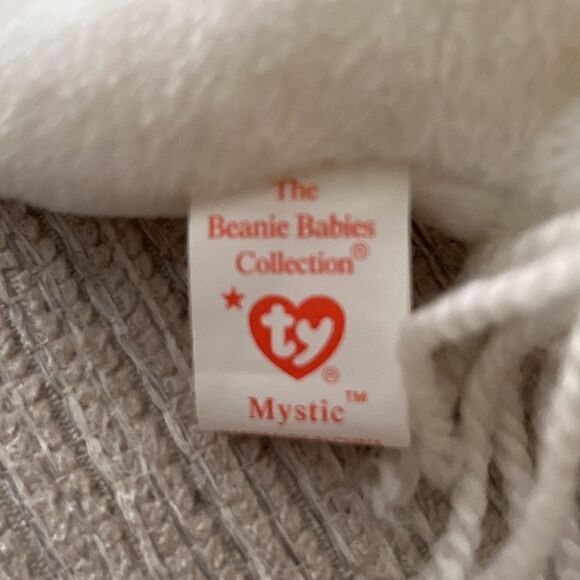 The
Beanie Babies
Collection®
★ ty ®
Mystic™